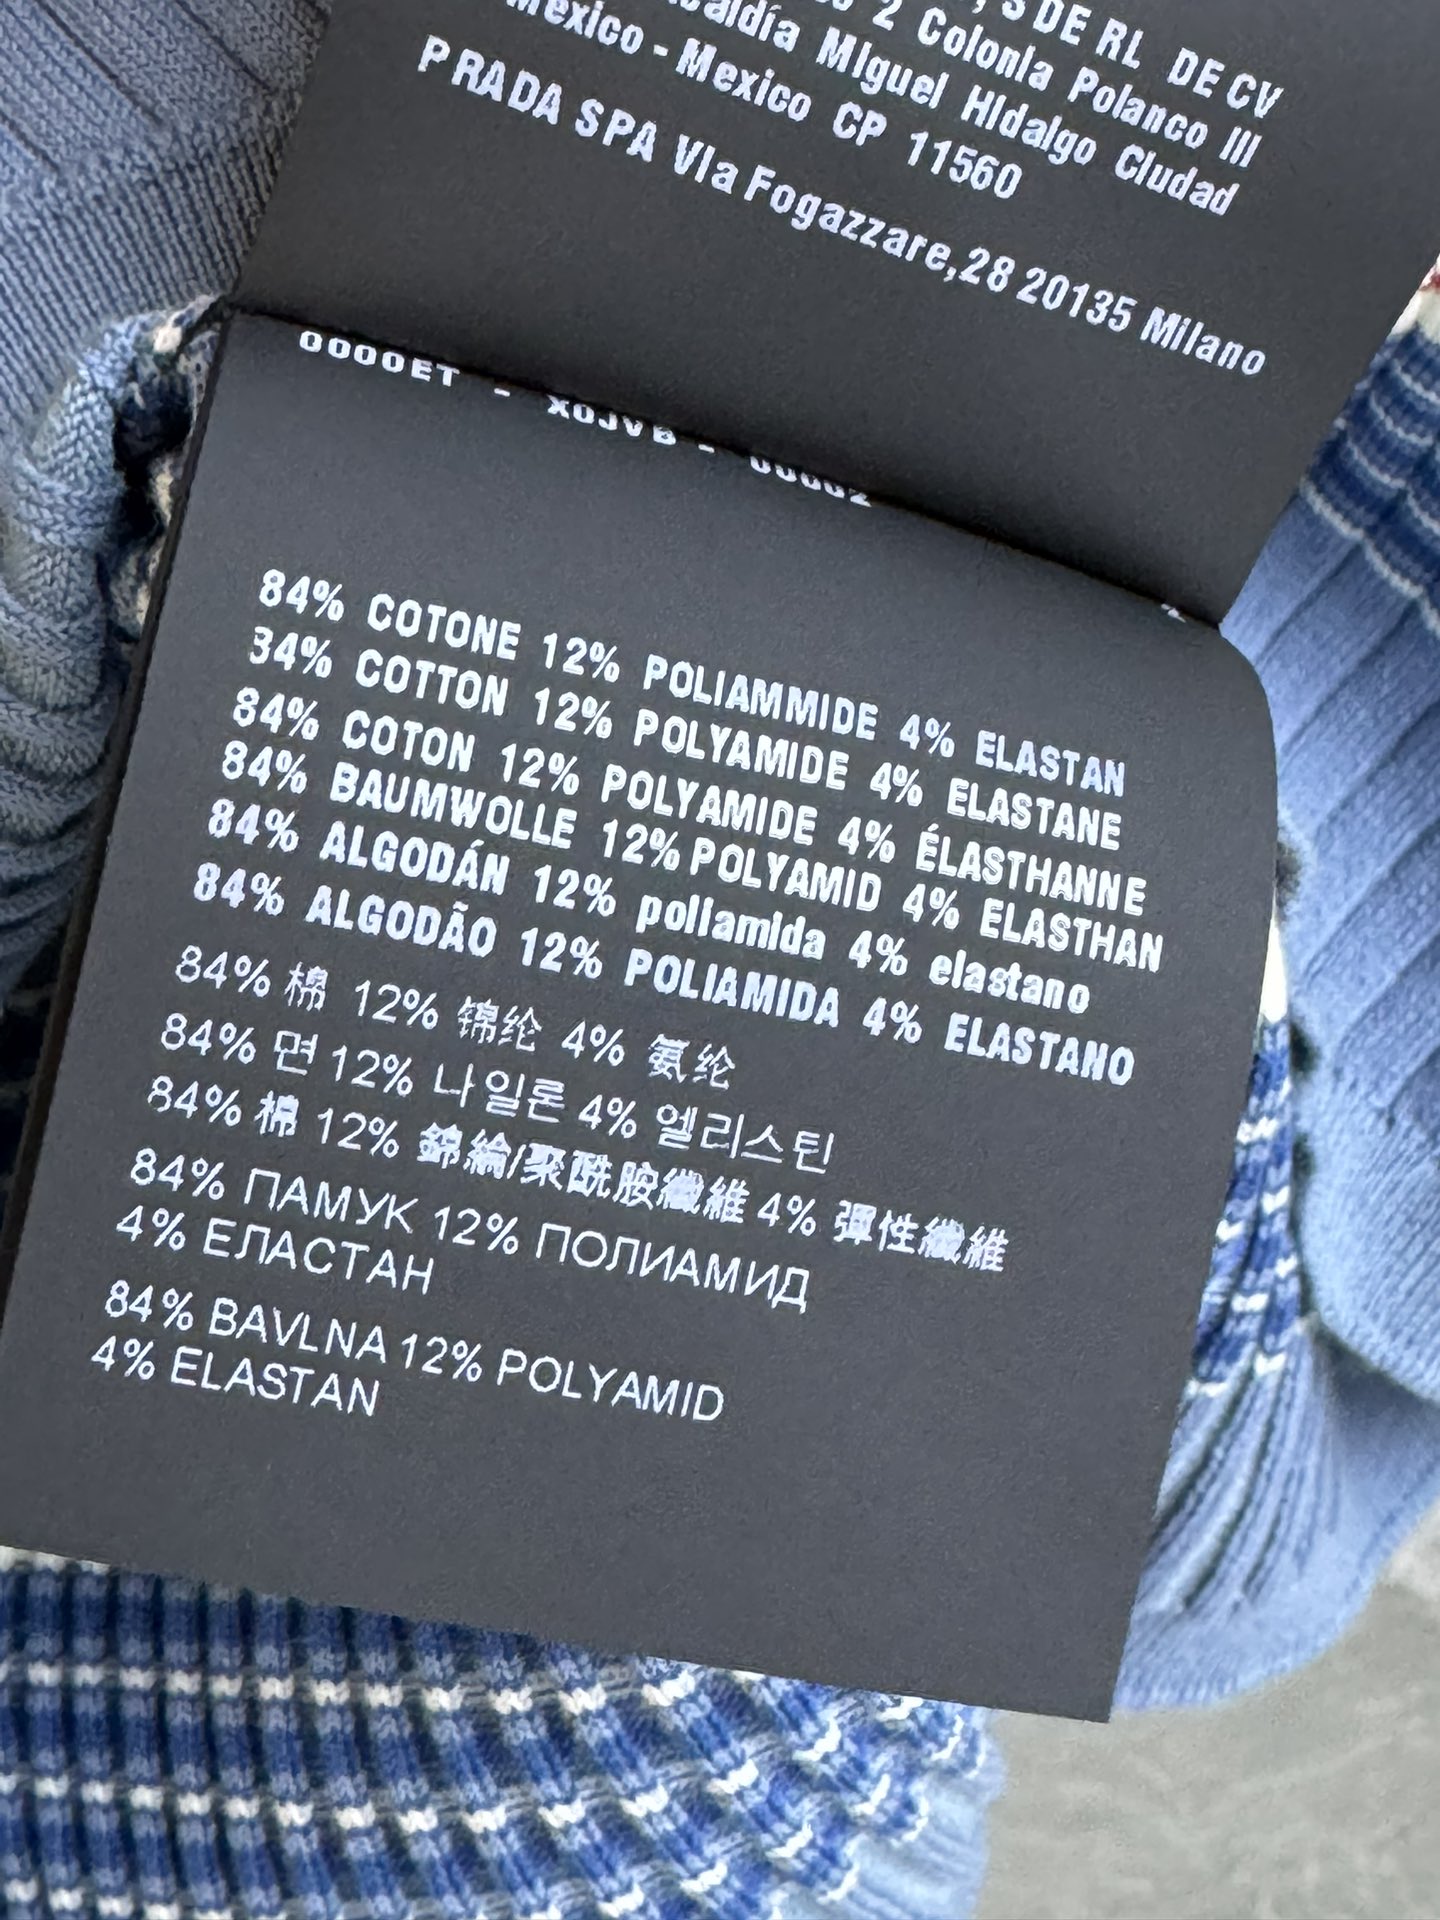 , S DE RL DE CV
2 Colonia Polanco III
Miguel Hidalgo Ciudad
Mexico - Mexico CP 11560
PRADA SPA Via Fogazzare,28 20135 Milano
0000ET - X0JVB - 00002
2
84% COTONE 12% POLIAMMIDE 4% ELASTAN
84% COTTON 12% POLYAMIDE 4% ELASTANE
84% COTON 12% POLYAMIDE 4% ÉLASTHANNE
84% BAUMWOLLE 12% POLYAMID 4% ELASTHAN
84% ALGODÁN 12% poliamida 4% elastano
84% ALGODÃO 12% POLIAMIDA 4% ELASTANO
84% 棉 12% 锦纶 4% 氨纶
84% 면 12% 나일론 4% 엘리스틴
84% 棉 12% 錦綸/聚酰胺纖維 4% 彈性纖維
84% ПАМУК 12% ПОЛИАМИД
4% ЕЛАСТАН
84% BAVLNA 12% POLYAMID
4% ELASTAN